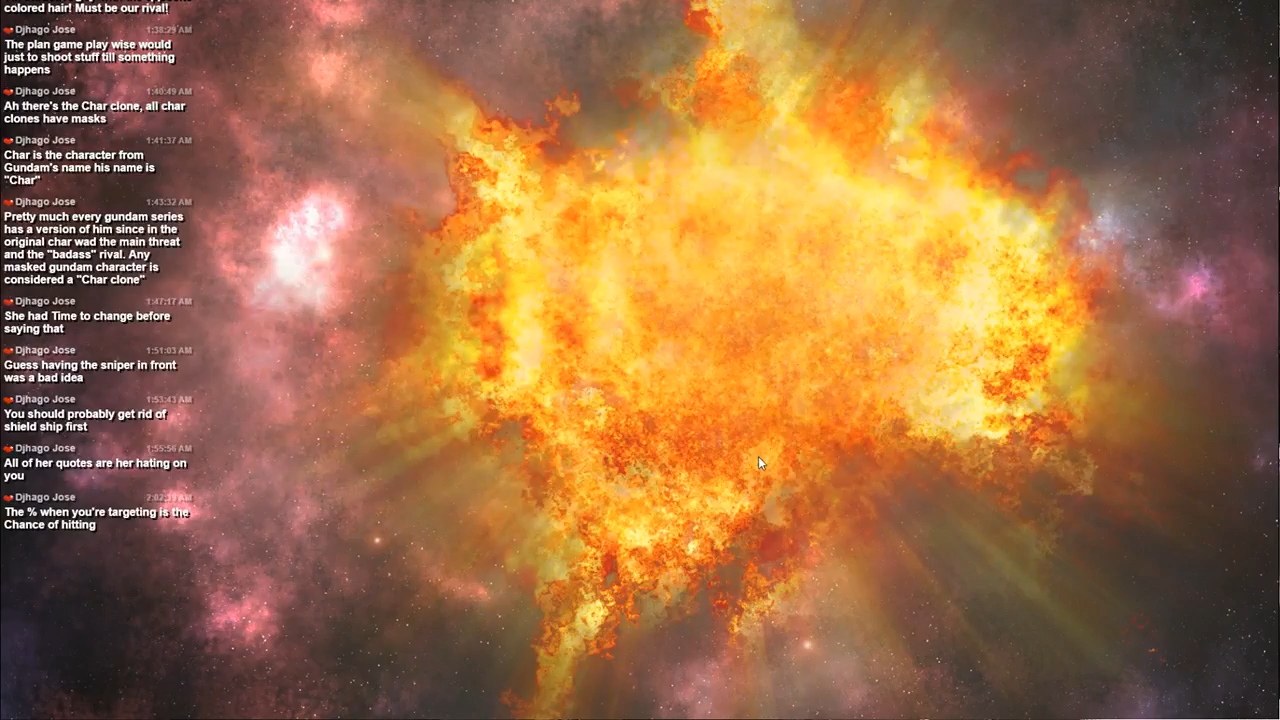 colored hair! Must be our rival!
Djhago Jose 1:38:29 AM
The plan game play wise would
just to shoot stuff till something
happens
Djhago Jose 1:40:49 AM
Ah there's the Char clone, all char
clones have masks
Djhago Jose 1:41:37 AM
Char is the character from
Gundam's name his name is
"Char"
Djhago Jose 1:43:32 AM
Pretty much every gundam series
has a version of him since in the
original char wad the main threat
and the "badass" rival. Any
masked gundam character is
considered a "Char clone"
Djhago Jose 1:47:17 AM
She had Time to change before
saying that
Djhago Jose 1:51:03 AM
Guess having the sniper in front
was a bad idea
Djhago Jose 1:53:43 AM
You should probably get rid of
shield ship first
Djhago Jose 1:55:56 AM
All of her quotes are her hating on
you
Djhago Jose
The % when you're targeting is the
Chance of hitting